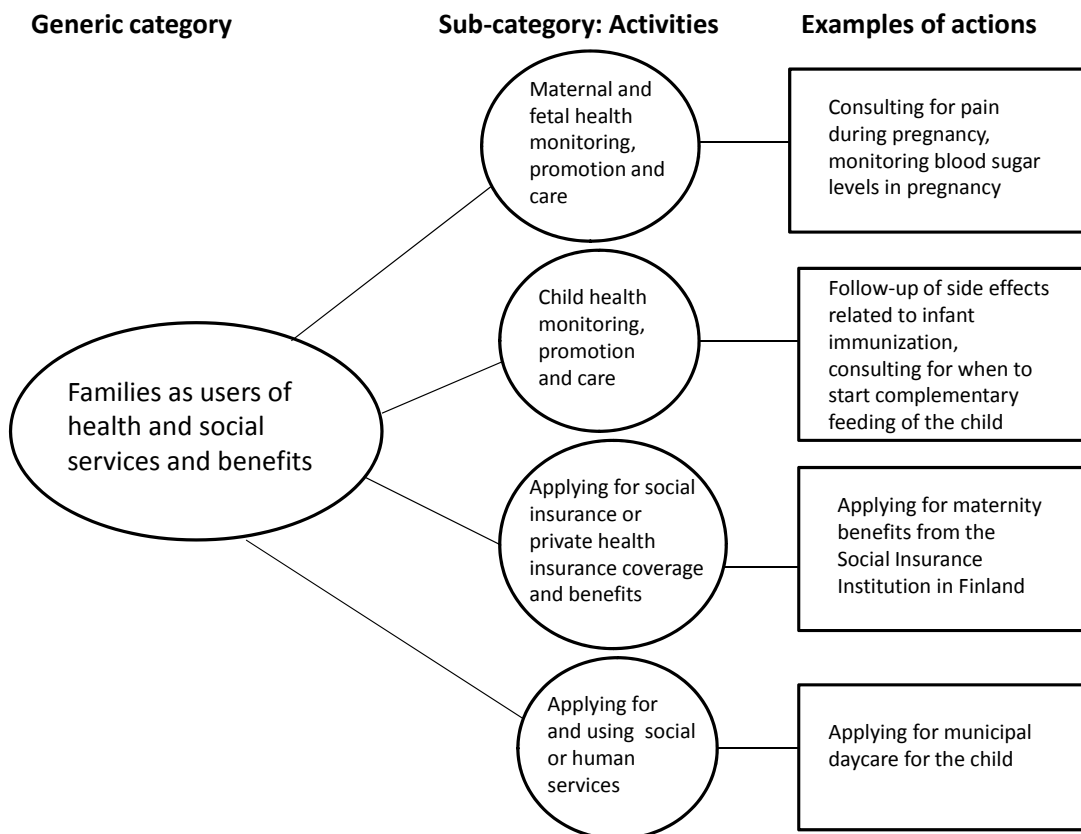 Generic category
Sub-category: Activities
Examples of actions
Maternal and
fetal health
monitoring,
promotion and
care
Consulting for pain
during pregnancy,
monitoring blood sugar
levels in pregnancy
Child health
monitoring,
promotion
and care
Follow-up of side effects
related to infant
immunization,
consulting for when to
start complementary
feeding of the child
Families as users of
health and social
services and benefits
Applying for social
insurance or
private health
insurance coverage
and benefits
Applying for maternity
benefits from the
Social Insurance
Institution in Finland
Applying for
and using social
or human
services
Applying for municipal
daycare for the child